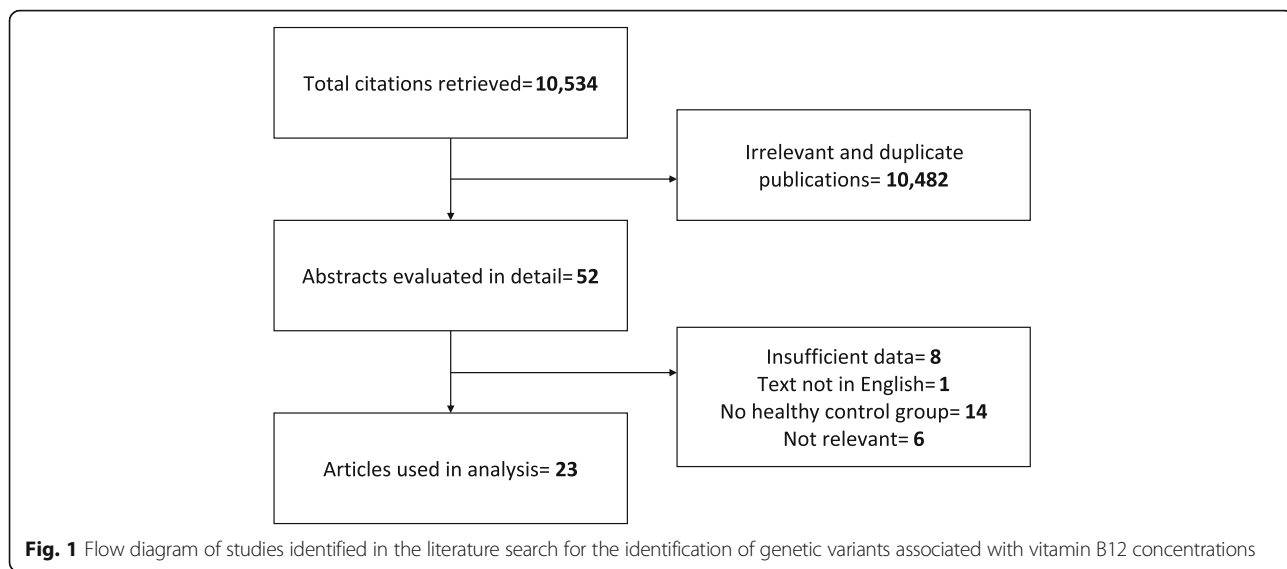 Total citations retrieved= 10,534
Irrelevant and duplicate
publications= 10,482
Abstracts evaluated in detail= 52
Insufficient data= 8
Text not in English= 1
No healthy control group= 14
Not relevant= 6
Articles used in analysis= 23
Fig. 1 Flow diagram of studies identified in the literature search for the identification of genetic variants associated with vitamin B12 concentrations